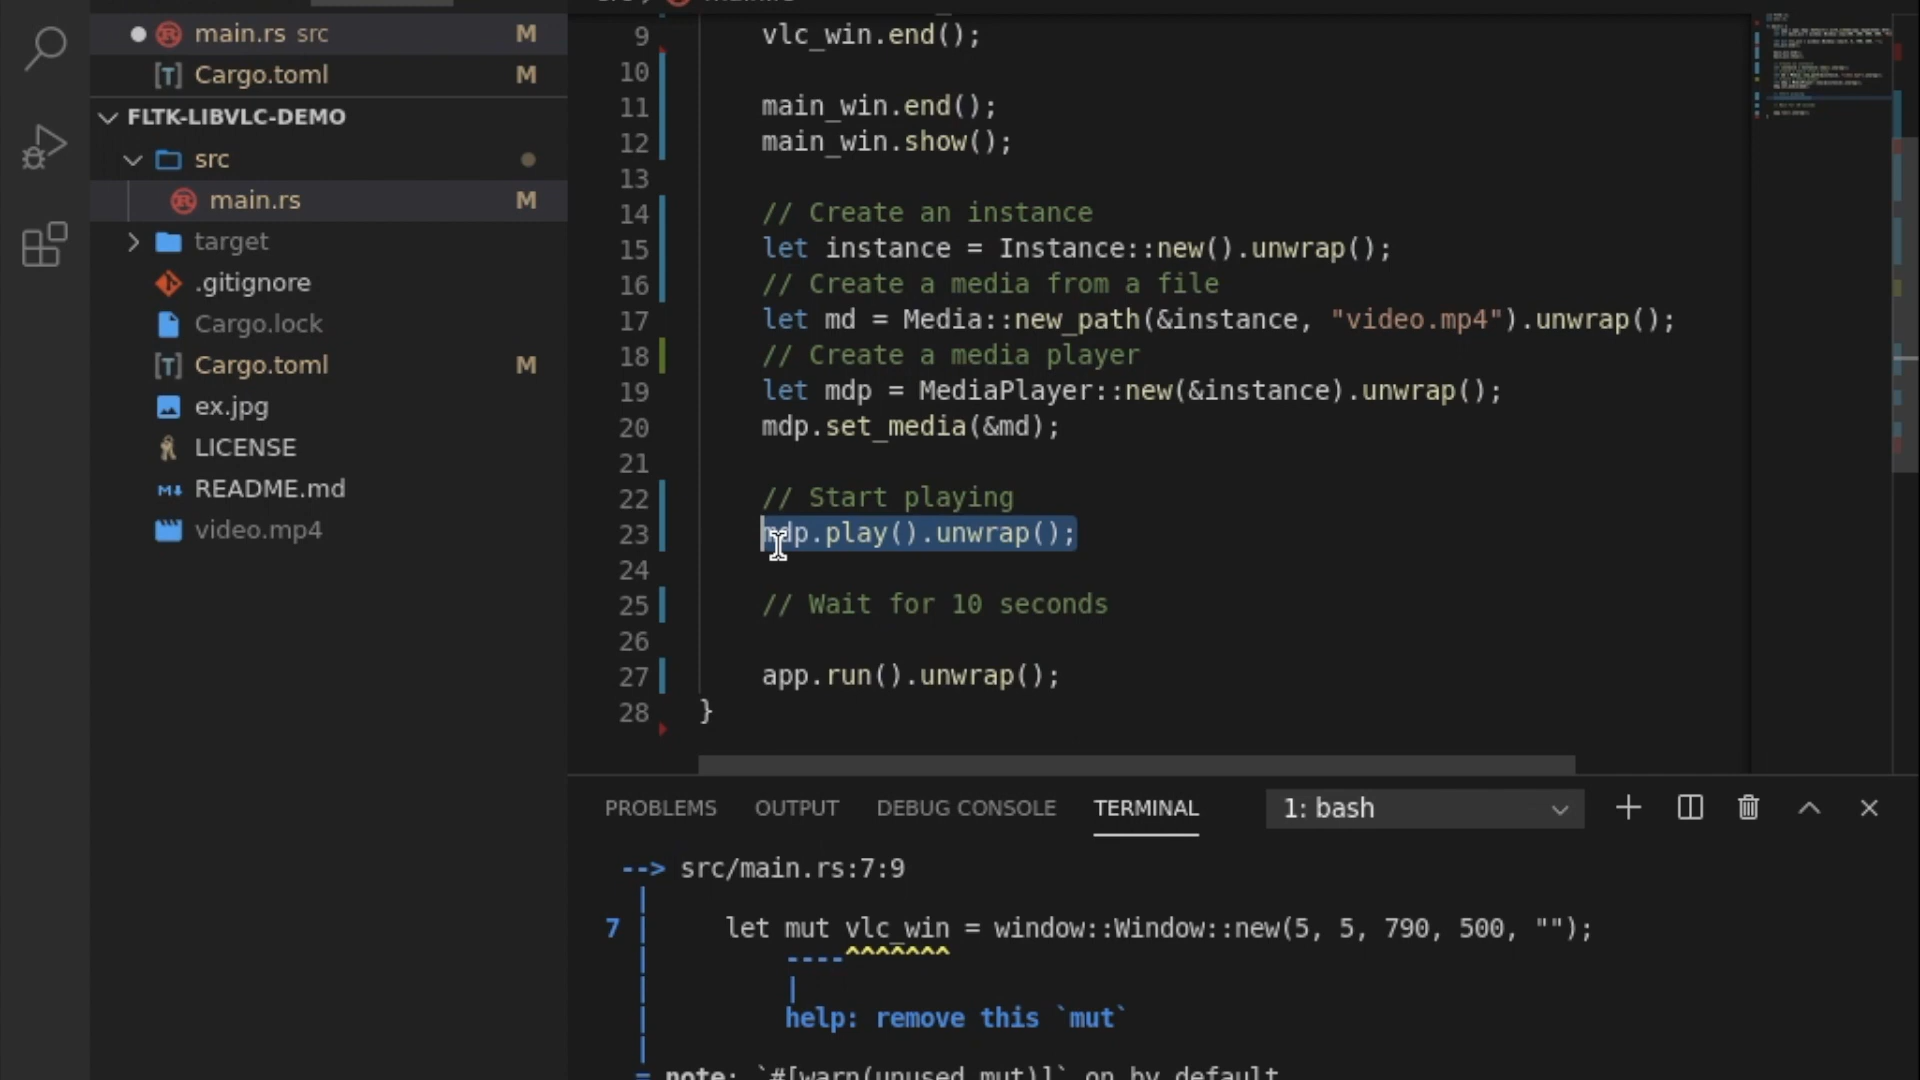 main.rs src M
[T] Cargo.toml M
FLTK-LIBVLC-DEMO
src
main.rs M
target
.gitignore
Cargo.lock
[T] Cargo.toml M
ex.jpg
LICENSE
M↓ README.md
video.mp4
9 vlc_win.end();
10
11 main_win.end();
12 main_win.show();
13
14 // Create an instance
15 let instance = Instance::new().unwrap();
16 // Create a media from a file
17 let md = Media::new_path(&instance, "video.mp4").unwrap();
18 // Create a media player
19 let mdp = MediaPlayer::new(&instance).unwrap();
20 mdp.set_media(&md);
21
22 // Start playing
23 mdp.play().unwrap();
24
25 // Wait for 10 seconds
26
27 app.run().unwrap();
28 }
PROBLEMS OUTPUT DEBUG CONSOLE TERMINAL 1: bash
--> src/main.rs:7:9
|
7 | let mut vlc_win = window::Window::new(5, 5, 790, 500, "");
| ----^^^^^^^
| |
| help: remove this `mut`
|
= note: `#[warn(unused_mut)]` on by default